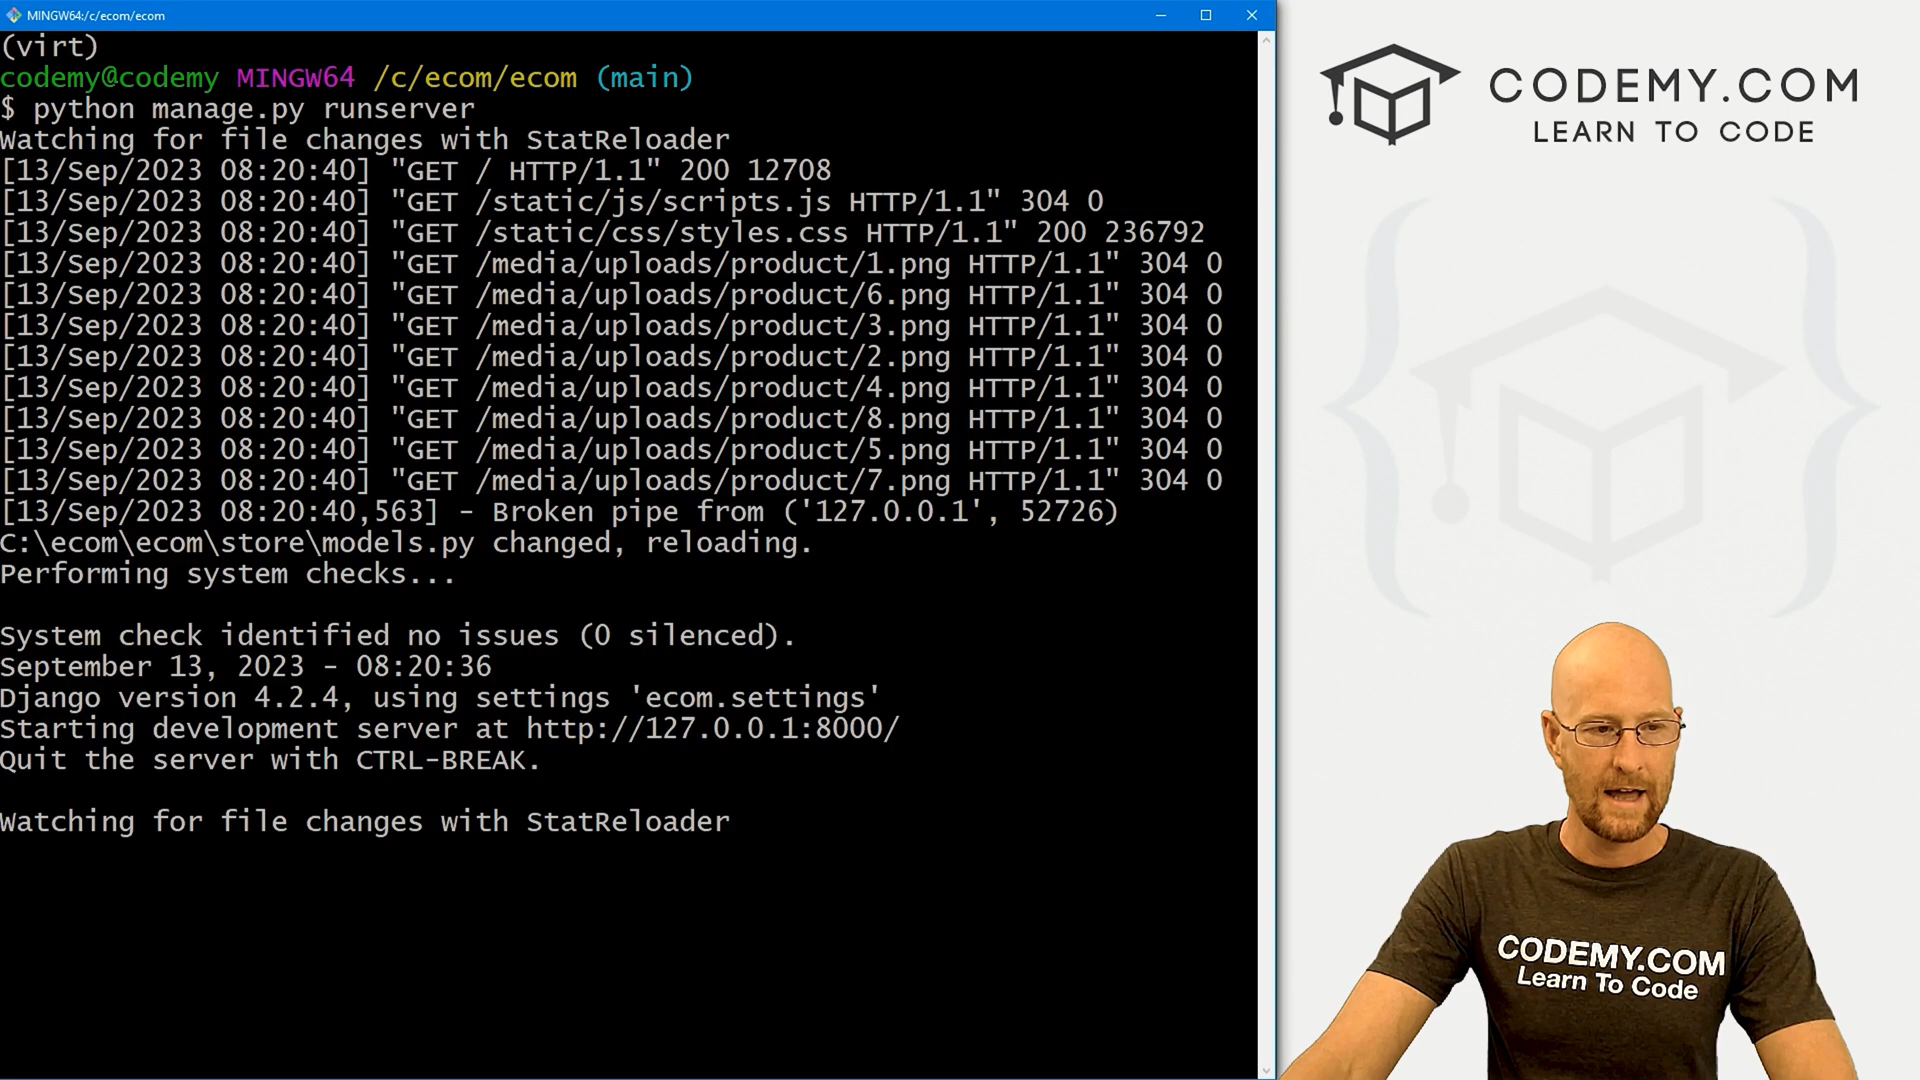 MINGW64:/c/ecom/ecom
(virt)
codemy@codemy MINGW64 /c/ecom/ecom (main)
$ python manage.py runserver
Watching for file changes with StatReloader
[13/Sep/2023 08:20:40] "GET / HTTP/1.1" 200 12708
[13/Sep/2023 08:20:40] "GET /static/js/scripts.js HTTP/1.1" 304 0
[13/Sep/2023 08:20:40] "GET /static/css/styles.css HTTP/1.1" 200 236792
[13/Sep/2023 08:20:40] "GET /media/uploads/product/1.png HTTP/1.1" 304 0
[13/Sep/2023 08:20:40] "GET /media/uploads/product/6.png HTTP/1.1" 304 0
[13/Sep/2023 08:20:40] "GET /media/uploads/product/3.png HTTP/1.1" 304 0
[13/Sep/2023 08:20:40] "GET /media/uploads/product/2.png HTTP/1.1" 304 0
[13/Sep/2023 08:20:40] "GET /media/uploads/product/4.png HTTP/1.1" 304 0
[13/Sep/2023 08:20:40] "GET /media/uploads/product/8.png HTTP/1.1" 304 0
[13/Sep/2023 08:20:40] "GET /media/uploads/product/5.png HTTP/1.1" 304 0
[13/Sep/2023 08:20:40] "GET /media/uploads/product/7.png HTTP/1.1" 304 0
[13/Sep/2023 08:20:40,563] - Broken pipe from ('127.0.0.1', 52726)
C:\ecom\ecom\store\models.py changed, reloading.
Performing system checks...
System check identified no issues (0 silenced).
September 13, 2023 - 08:20:36
Django version 4.2.4, using settings 'ecom.settings'
Starting development server at http://127.0.0.1:8000/
Quit the server with CTRL-BREAK.
Watching for file changes with StatReloader
CODEMY.COM
LEARN TO CODE
CODEMY.COM
Learn To Code